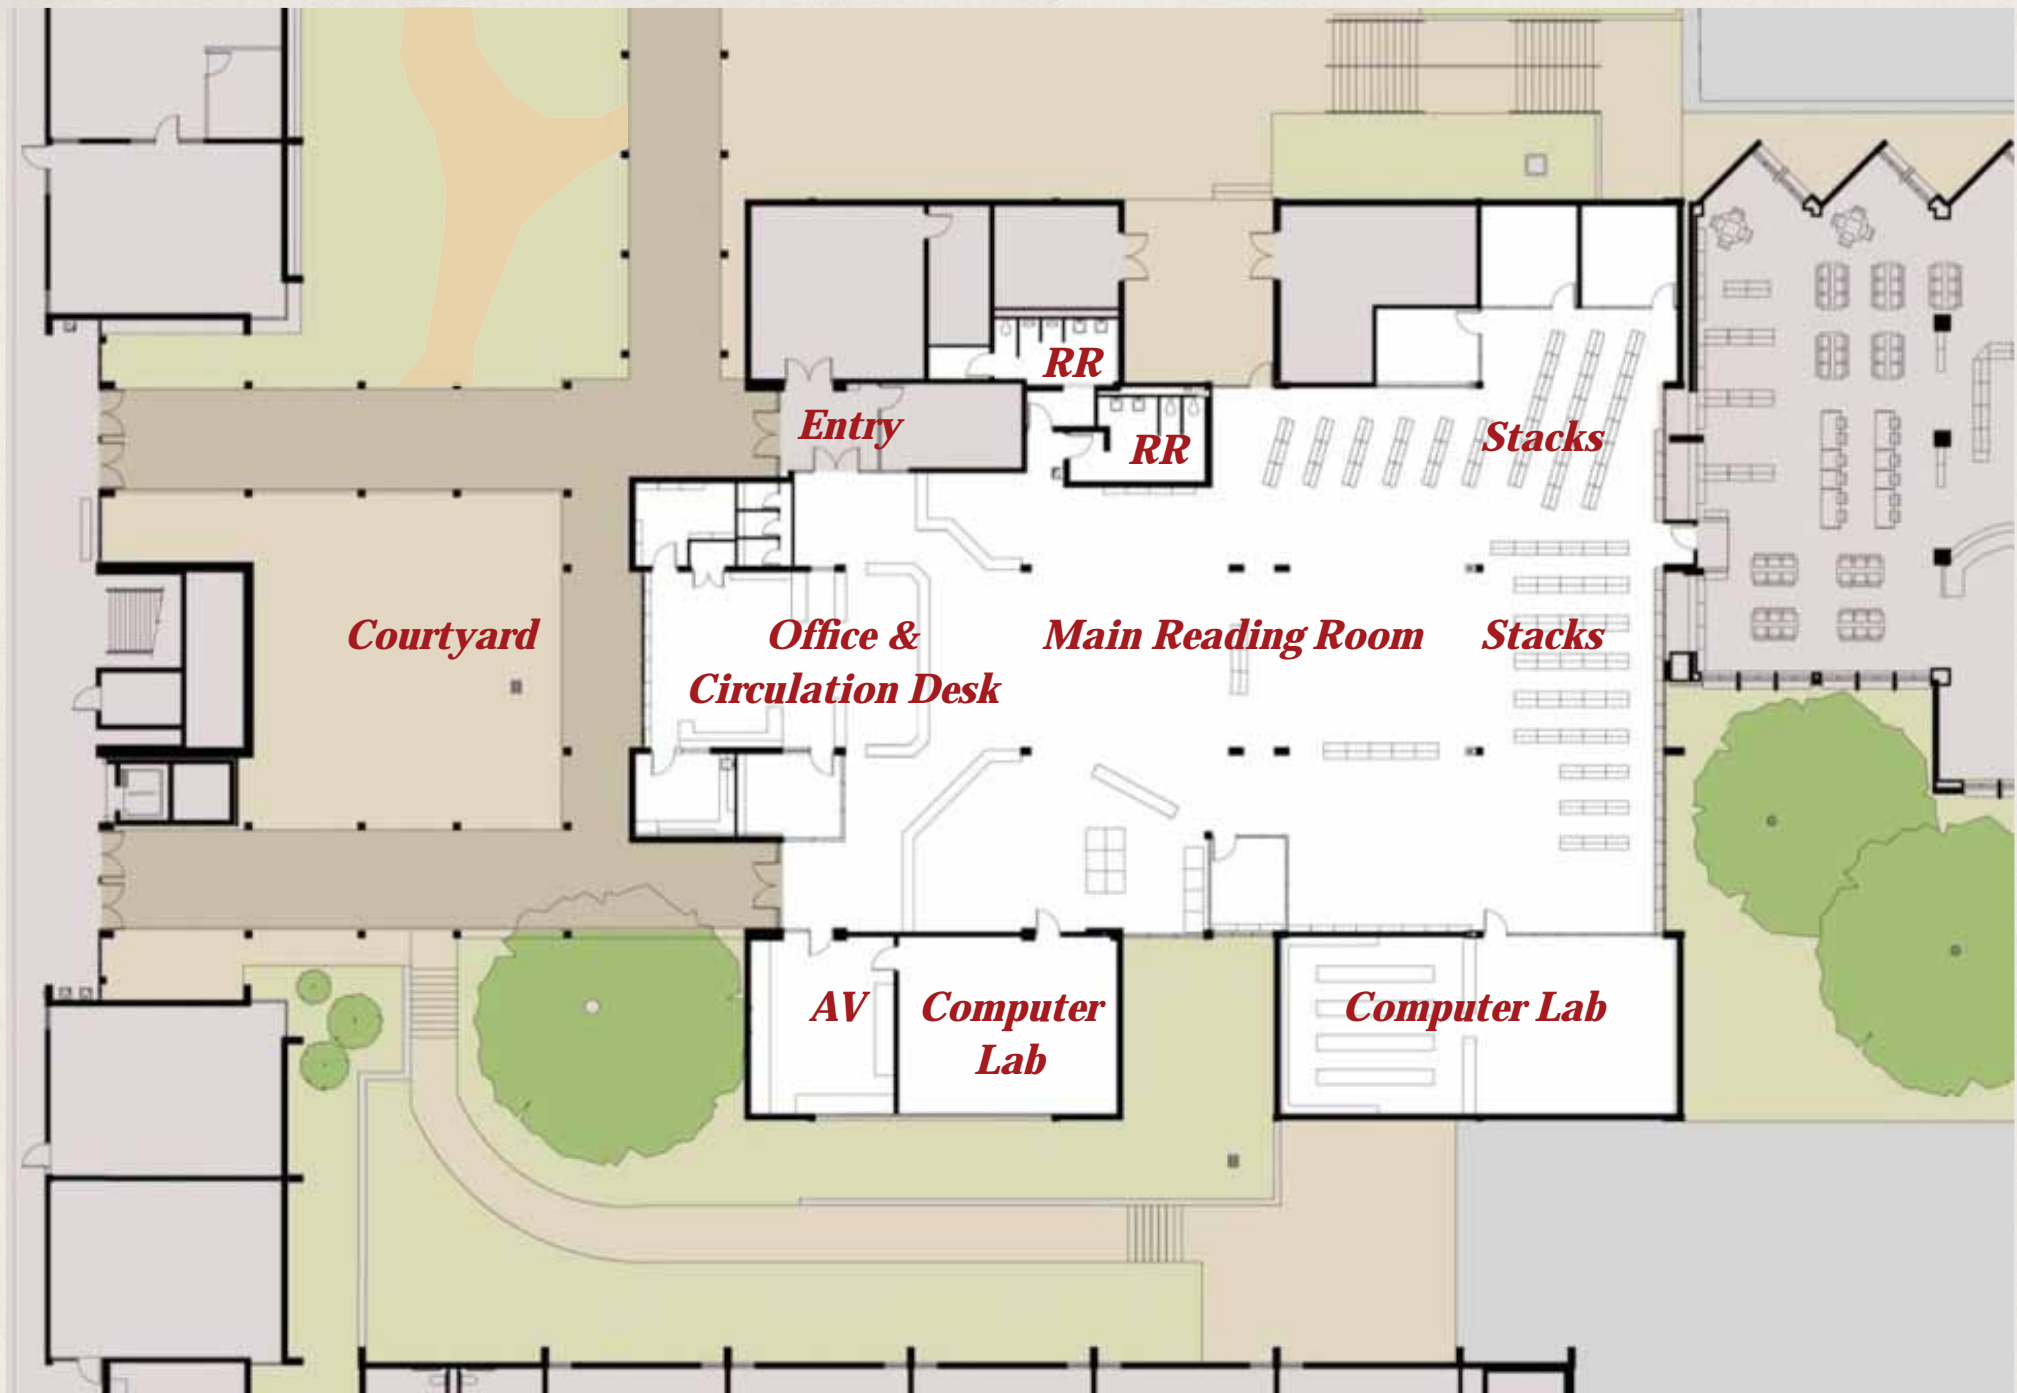 RR
Entry
RR
Stacks
Courtyard
Office &
Circulation Desk
Main Reading Room
Stacks
AV
Computer
Lab
Computer Lab